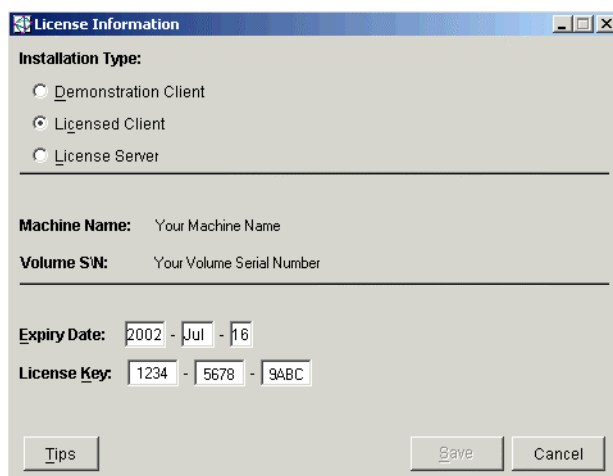 License Information
Installation Type:
Demonstration Client
Licensed Client
License Server
Machine Name: Your Machine Name
Volume S\N: Your Volume Serial Number
Expiry Date: 2002 - Jul - 16
License Key: 1234 - 5678 - 9ABC
Tips Save Cancel